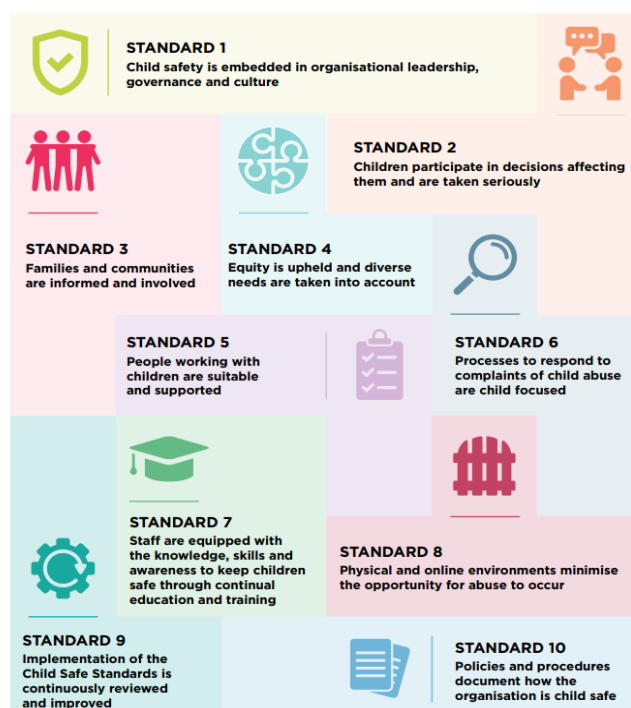 STANDARD 1
Child safety is embedded in organisational leadership,
governance and culture
STANDARD 2
Children participate in decisions affecting
them and are taken seriously
STANDARD 3
Families and communities
are informed and involved
STANDARD 4
Equity is upheld and diverse
needs are taken into account
STANDARD 5
People working with
children are suitable
and supported
STANDARD 6
Processes to respond to
complaints of child abuse
are child focused
STANDARD 7
Staff are equipped with
the knowledge, skills and
awareness to keep children
safe through continual
education and training
STANDARD 8
Physical and online environments minimise
the opportunity for abuse to occur
STANDARD 9
Implementation of the
Child Safe Standards is
continuously reviewed
and improved
STANDARD 10
Policies and procedures
document how the
organisation is child safe